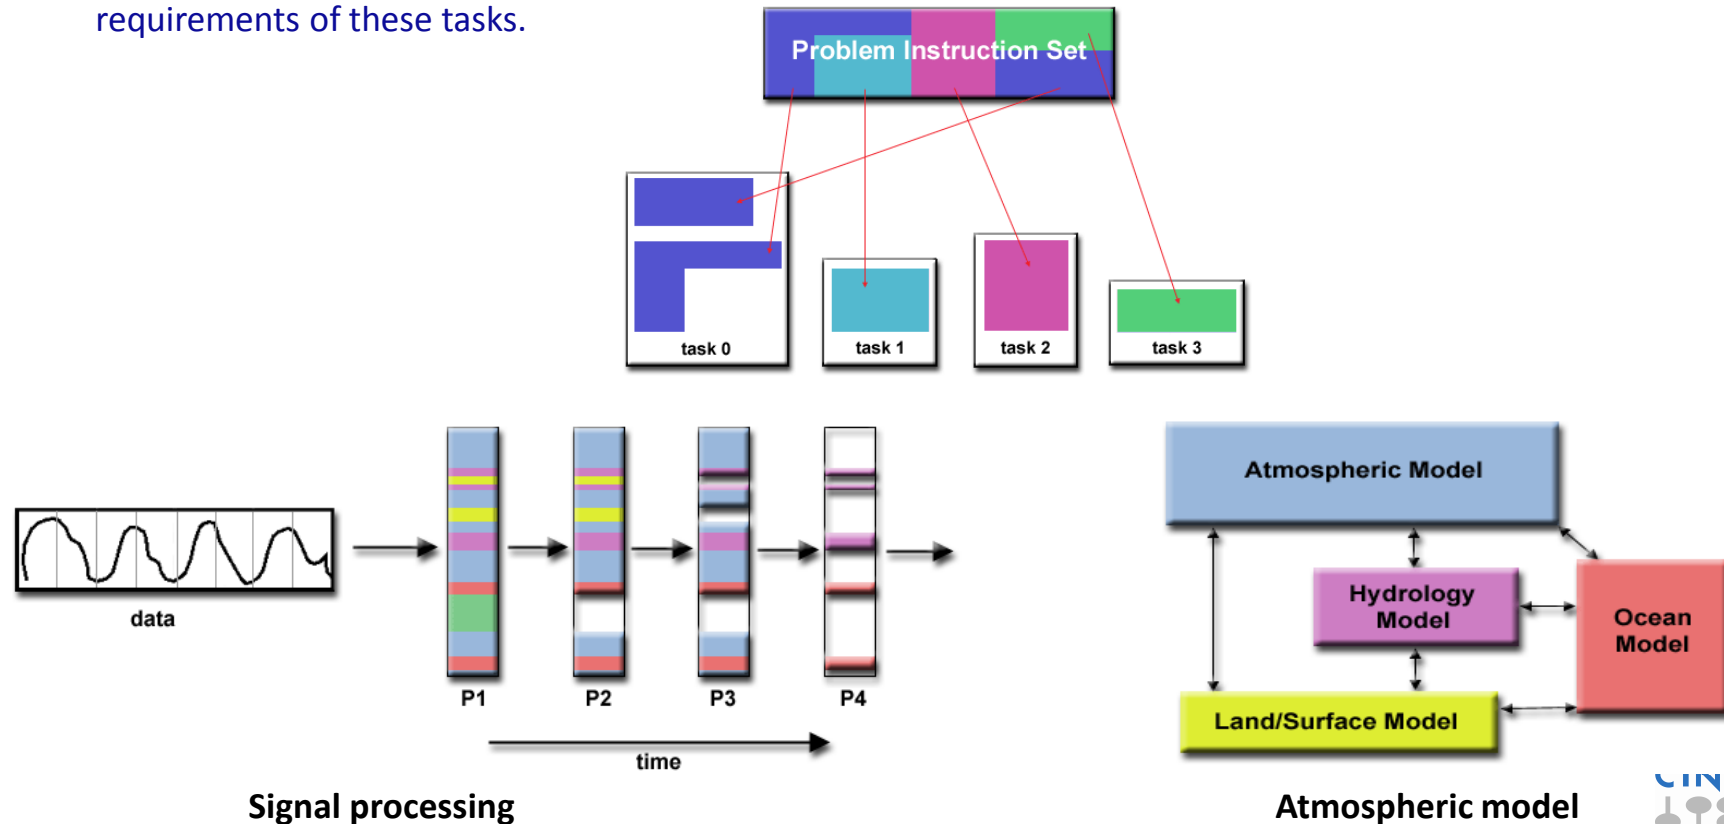 requirements of these tasks.
Problem Instruction Set
task 0
task 1
task 2
task 3
data
P1
P2
P3
P4
time
Atmospheric Model
Hydrology
Model
Ocean
Model
Land/Surface Model
Signal processing
Atmospheric model